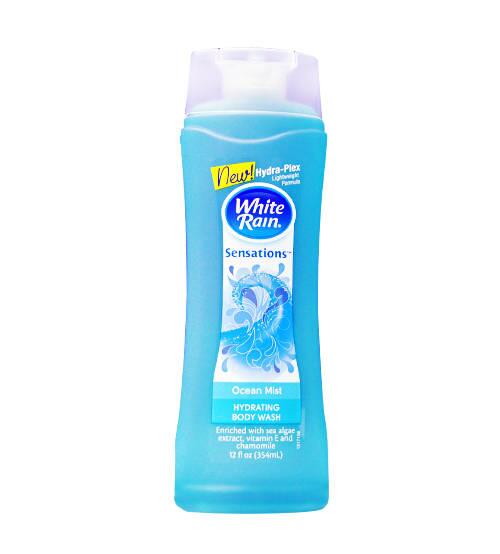 New! Hydra-Plex
Lightweight
Formula
White
Rain®
Sensations™
Ocean Mist
HYDRATING
BODY WASH
Enriched with sea algae
extract, vitamin E and
chamomile
12 fl oz (354mL)